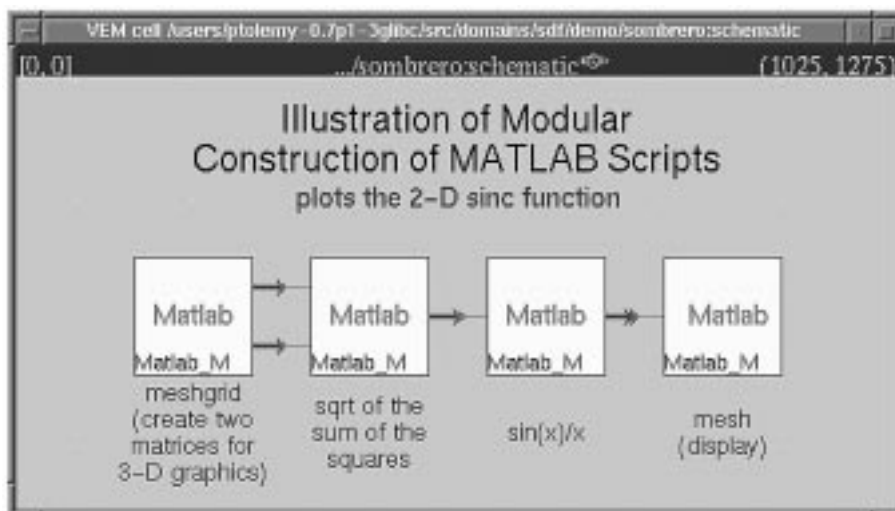 VEM cell /users/ptolemy-0.7p1-3glibc/src/domains/sdf/demo/sombrero:schematic
[0, 0] .../sombrero:schematic (1025, 1275)
Illustration of Modular
Construction of MATLAB Scripts
plots the 2-D sinc function
Matlab Matlab Matlab Matlab
Matlab_M Matlab_M Matlab_M Matlab_M
meshgrid
(create two
matrices for
3-D graphics)
sqrt of the
sum of the
squares
sin(x)/x
mesh
(display)